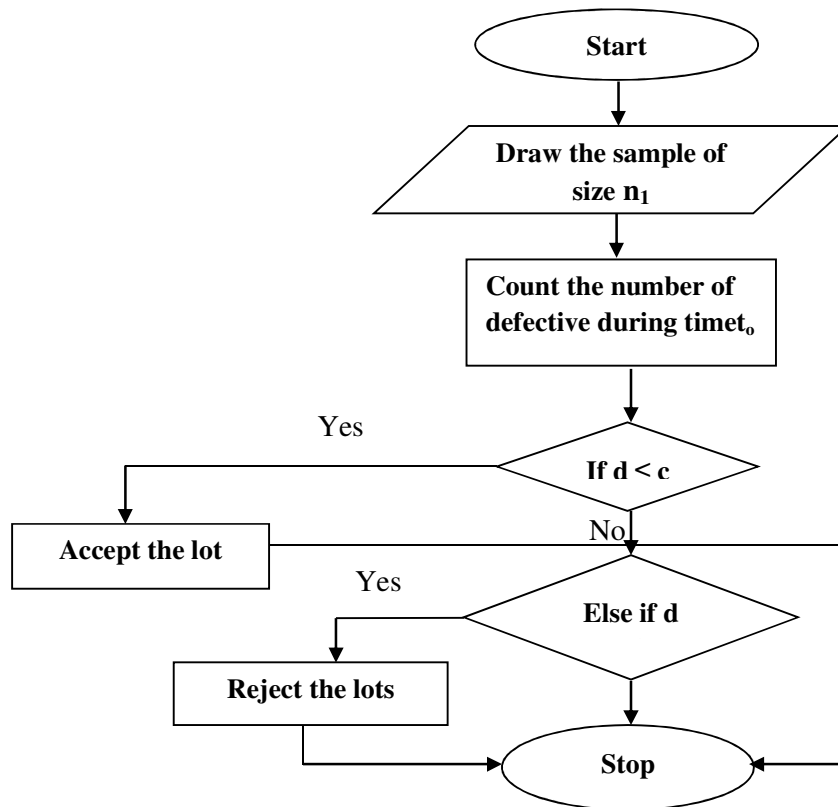 Start
Draw the sample of
size n₁
Count the number of
defective during timetₒ
Yes
If d < c
No
Accept the lot
Yes
Else if d
Reject the lots
Stop